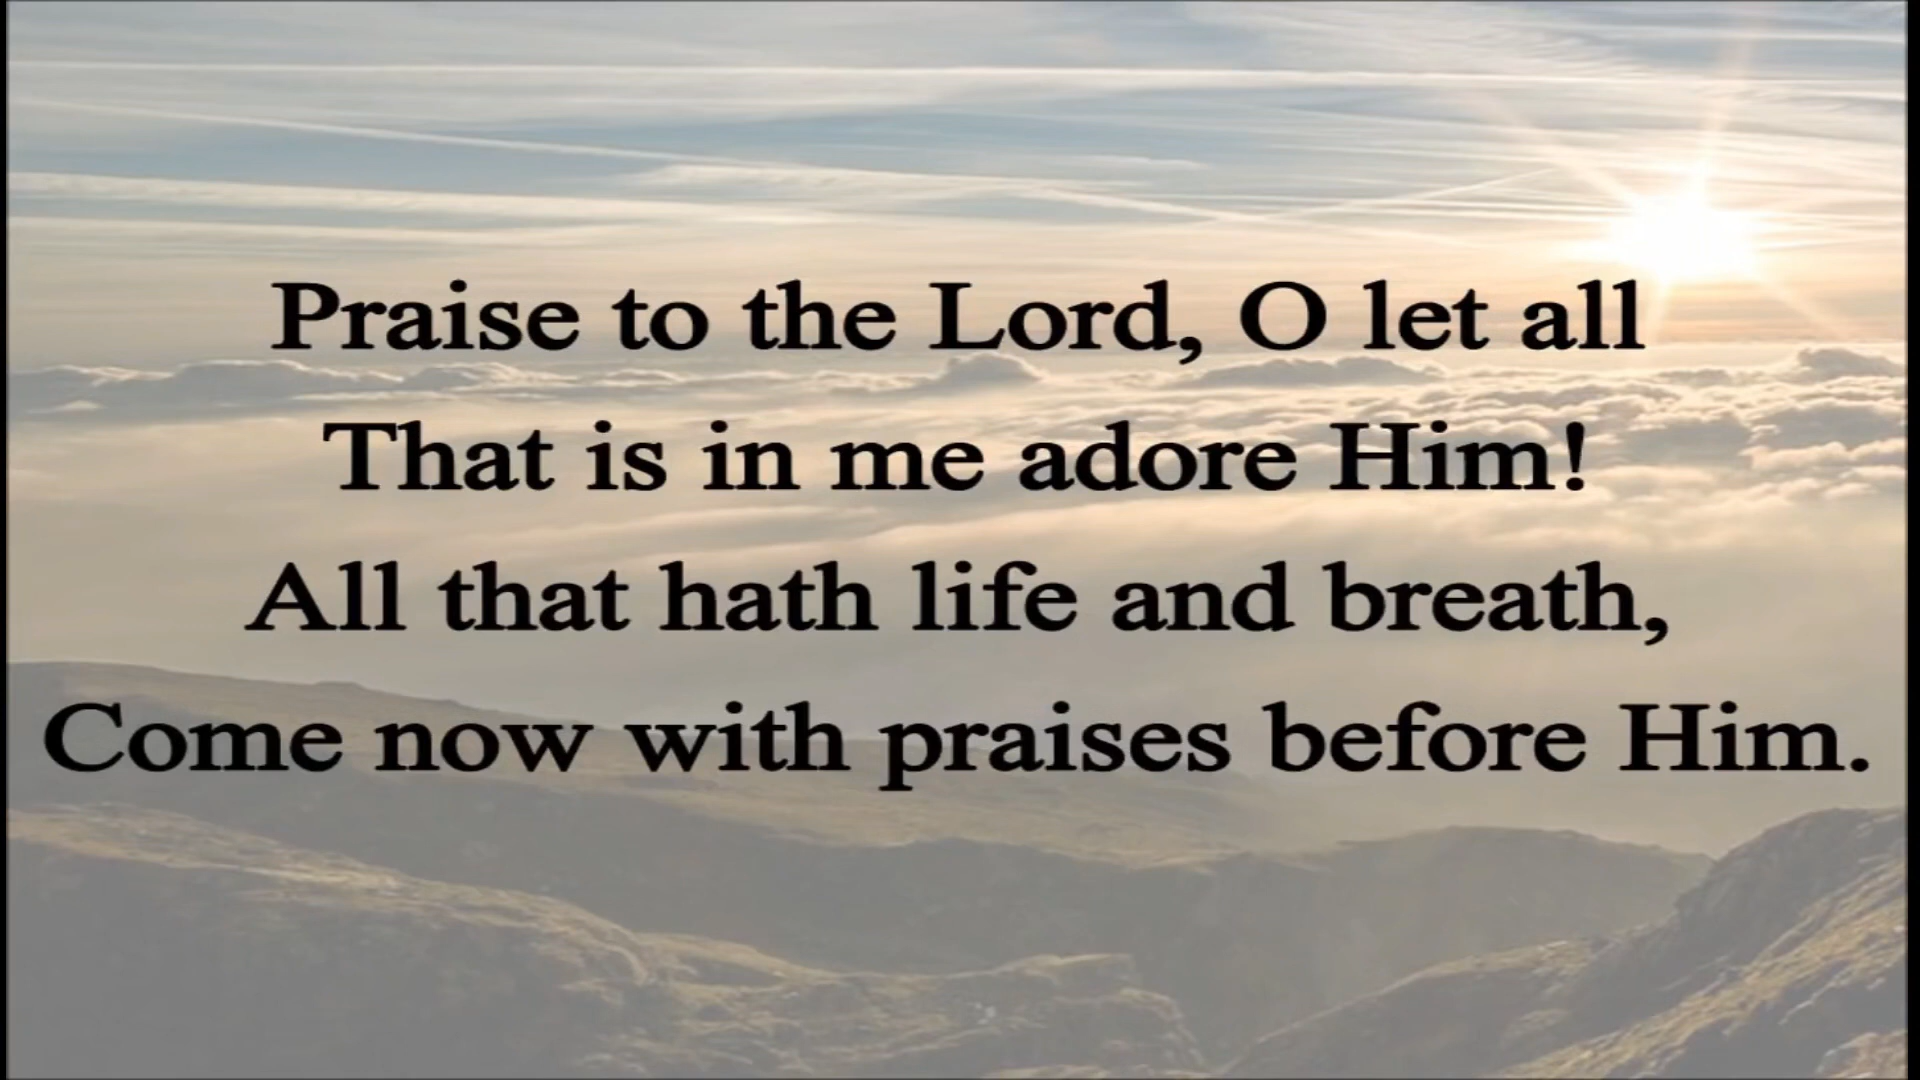 Praise to the Lord, O let all
That is in me adore Him!
All that hath life and breath,
Come now with praises before Him.